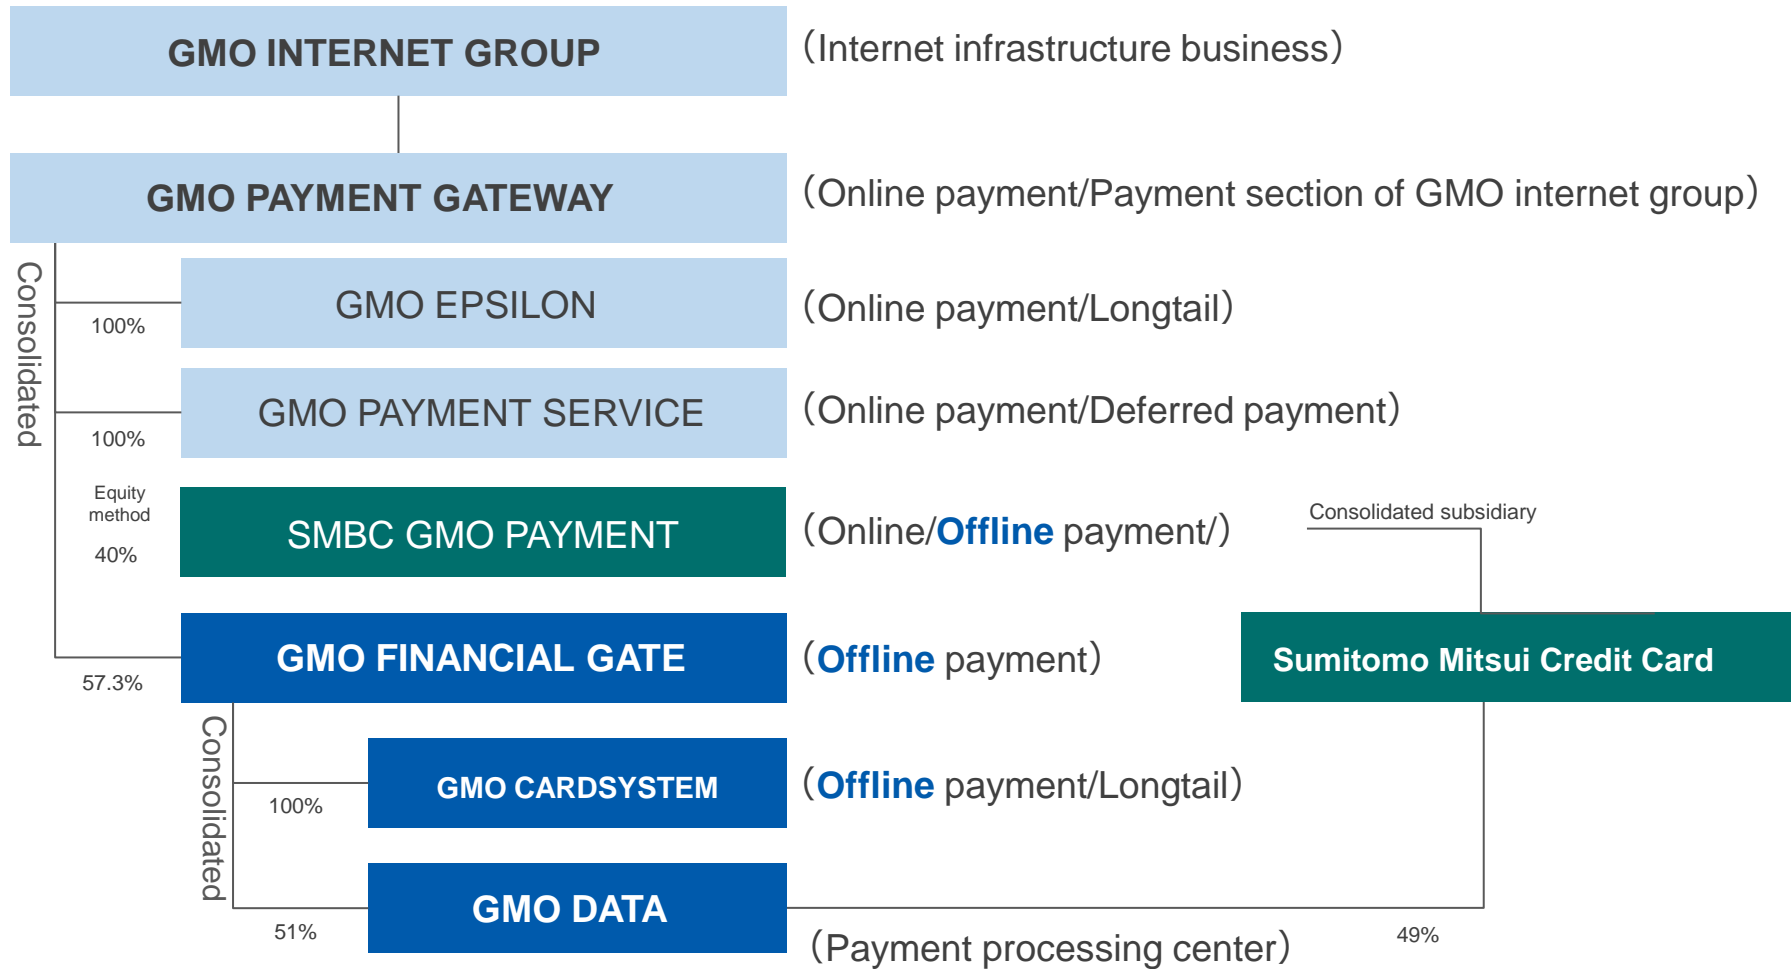 GMO INTERNET GROUP
（Internet infrastructure business）
GMO PAYMENT GATEWAY
（Online payment/Payment section of GMO internet group）
Consolidated
GMO EPSILON
（Online payment/Longtail）
100%
GMO PAYMENT SERVICE
（Online payment/Deferred payment）
100%
Equity
method
40%
SMBC GMO PAYMENT
（Online/Offline payment/）
Consolidated subsidiary
GMO FINANCIAL GATE
（Offline payment）
Sumitomo Mitsui Credit Card
57.3%
Consolidated
GMO CARDSYSTEM
（Offline payment/Longtail）
100%
GMO DATA
51%
（Payment processing center）
49%